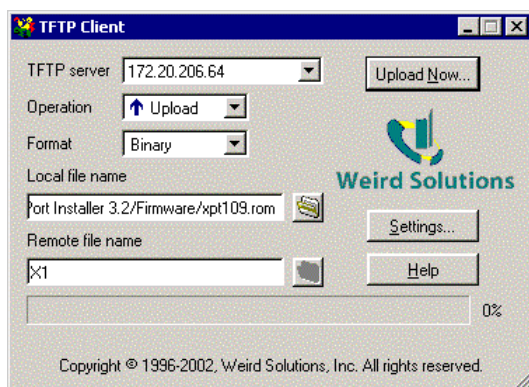 TFTP Client
TFTP server 172.20.206.64 Upload Now...
Operation Upload
Format Binary
Weird Solutions
Local file name
Port Installer 3.2/Firmware/xpt109.rom
Settings...
Remote file name
X1
Help
0%
Copyright © 1996-2002, Weird Solutions, Inc. All rights reserved.